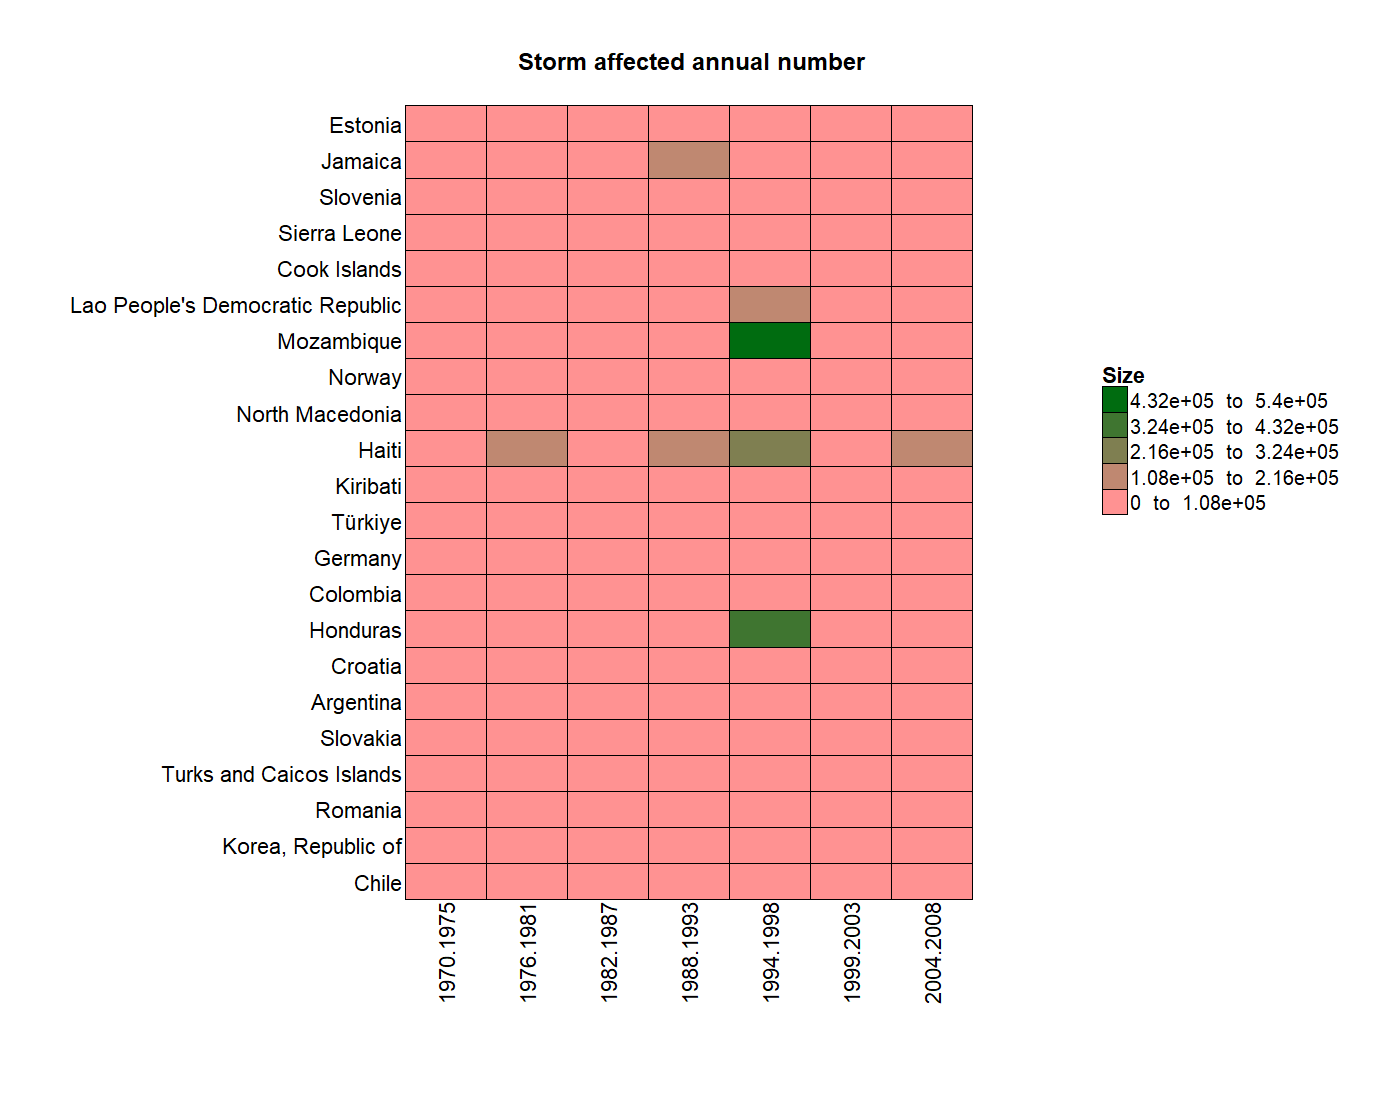 Storm affected annual number
Estonia
Jamaica
Slovenia
Sierra Leone
Cook Islands
Lao People's Democratic Republic
Mozambique
Norway
North Macedonia
Haiti
Kiribati
Türkiye
Germany
Colombia
Honduras
Croatia
Argentina
Slovakia
Turks and Caicos Islands
Romania
Korea, Republic of
Chile
1970.1975
1976.1981
1982.1987
1988.1993
1994.1998
1999.2003
2004.2008
Size
4.32e+05 to 5.4e+05
3.24e+05 to 4.32e+05
2.16e+05 to 3.24e+05
1.08e+05 to 2.16e+05
0 to 1.08e+05